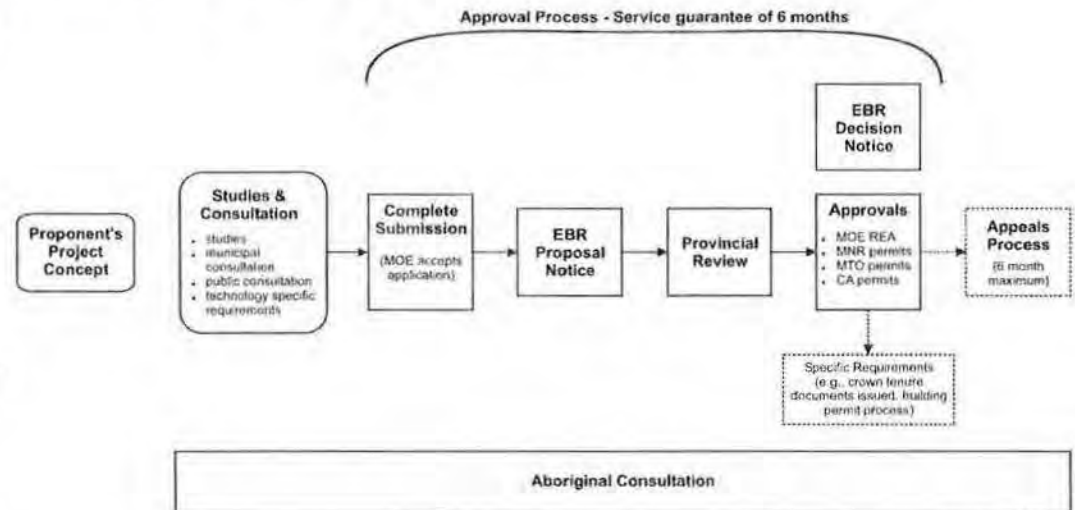 Approval Process - Service guarantee of 6 months
EBR
Decision
Notice
Proponent's
Project
Concept
Studies &
Consultation
• studies
• municipal
consultation
• public consultation
• technology specific
requirements
Complete
Submission
(MOE accepts
application)
EBR
Proposal
Notice
Provincial
Review
Approvals
• MOE REA
• MNR permits
• MTO permits
• CA permits
Appeals
Process
(6 month
maximum)
Specific Requirements
(e.g., crown tenure
documents issued, building
permit process)
Aboriginal Consultation